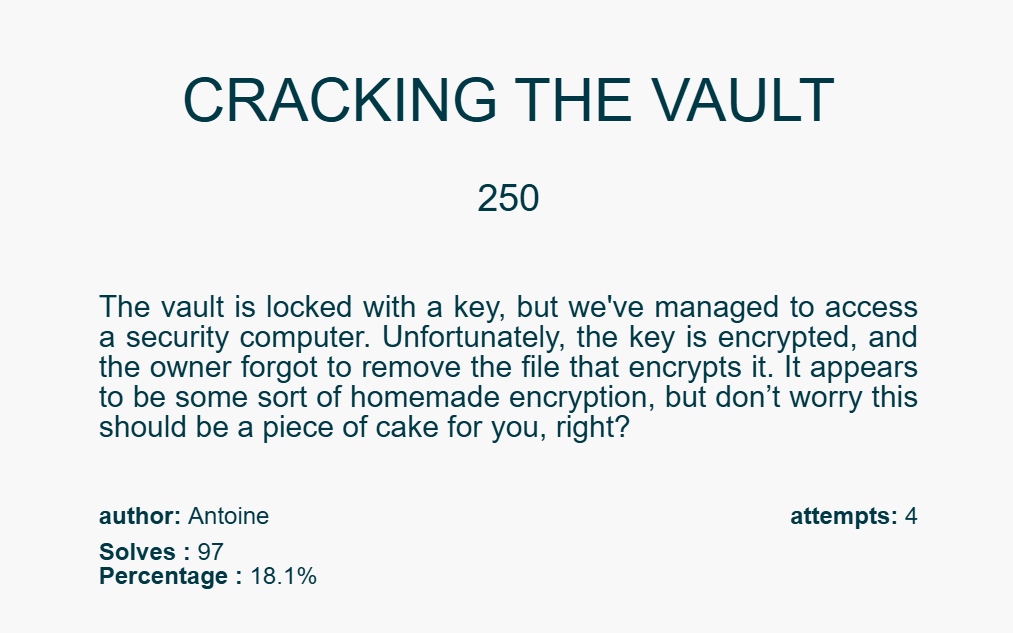 CRACKING THE VAULT
250
The vault is locked with a key, but we've managed to access
a security computer. Unfortunately, the key is encrypted, and
the owner forgot to remove the file that encrypts it. It appears
to be some sort of homemade encryption, but don’t worry this
should be a piece of cake for you, right?
author: Antoine
attempts: 4
Solves : 97
Percentage : 18.1%